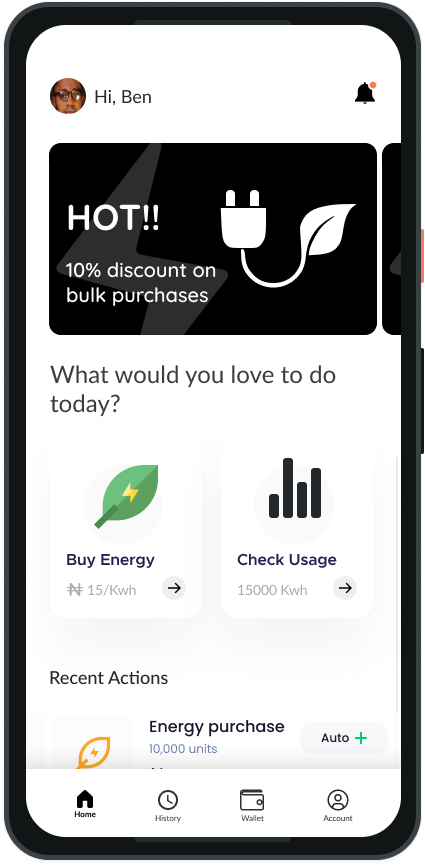 Hi, Ben
HOT!!
10% discount on
bulk purchases
What would you love to do
today?
Buy Energy
₦ 15/Kwh
Check Usage
15000 Kwh
Recent Actions
Energy purchase
10,000 units
Auto +
Home
History
Wallet
Account